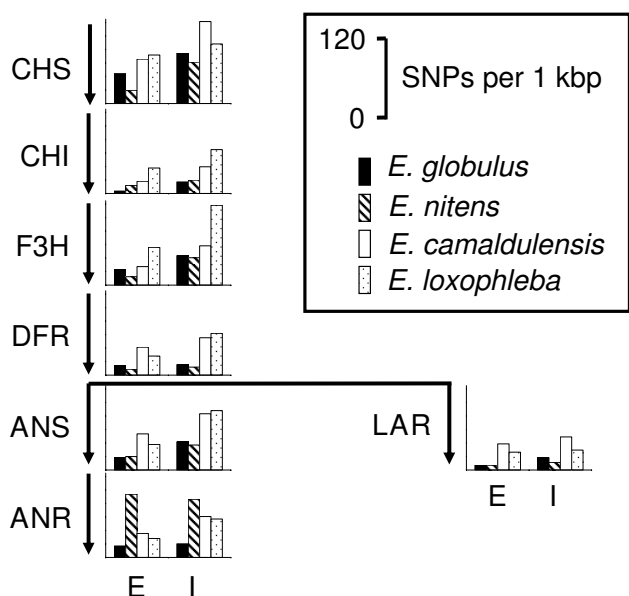 CHS
CHI
F3H
DFR
ANS
ANR
E I
LAR
E I
120
SNPs per 1 kbp
0
E. globulus
E. nitens
E. camaldulensis
E. loxophleba